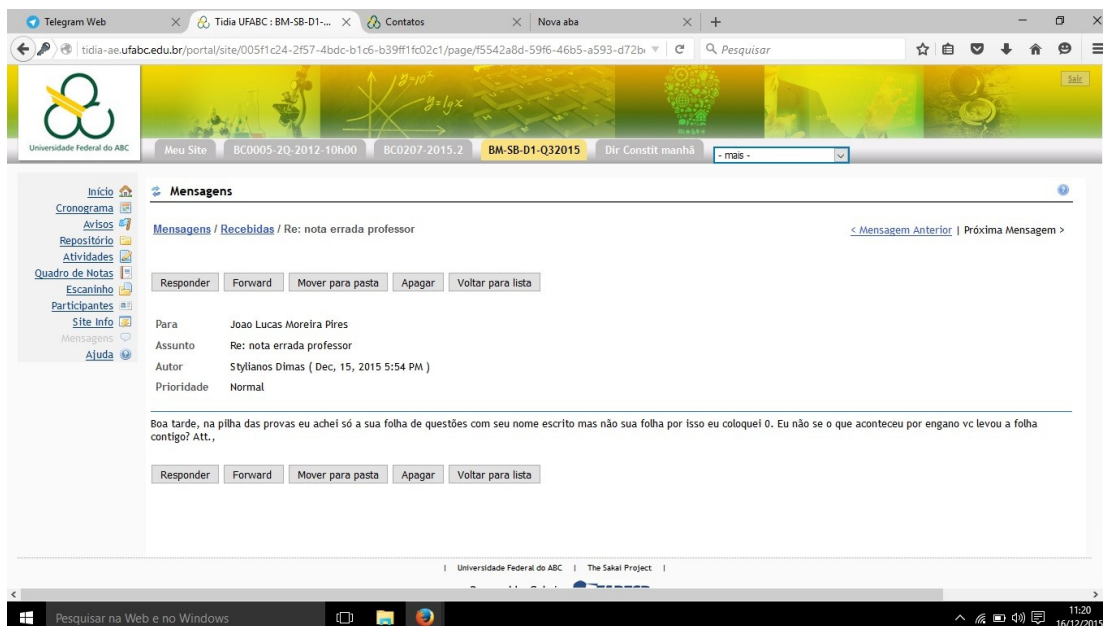 Telegram Web
Tidia UFABC : BM-SB-D1-...
Contatos
Nova aba
tidia-ae.ufabc.edu.br/portal/site/005f1c24-2f57-4bdc-b1c6-b39ff1fc02c1/page/f5542a8d-59f6-46b5-a593-d72b
Pesquisar
y=10^x
y=lgx
Sair
Universidade Federal do ABC
Meu Site
BC0005-2Q-2012-10h00
BC0207-2015.2
BM-SB-D1-Q32015
Dir Constit manhã
- mais -
Início
Cronograma
Avisos
Repositório
Atividades
Quadro de Notas
Escaninho
Participantes
Site Info
Mensagens
Ajuda
Mensagens
Mensagens / Recebidas / Re: nota errada professor
< Mensagem Anterior | Próxima Mensagem >
Responder Forward Mover para pasta Apagar Voltar para lista
Para Joao Lucas Moreira Pires
Assunto Re: nota errada professor
Autor Stylianos Dimas ( Dec, 15, 2015 5:54 PM )
Prioridade Normal
Boa tarde, na pilha das provas eu achei só a sua folha de questões com seu nome escrito mas não sua folha por isso eu coloquei 0. Eu não se o que aconteceu por engano vc levou a folha
contigo? Att.,
Responder Forward Mover para pasta Apagar Voltar para lista
| Universidade Federal do ABC | The Sakai Project |
Pesquisar na Web e no Windows
11:20
16/12/2015